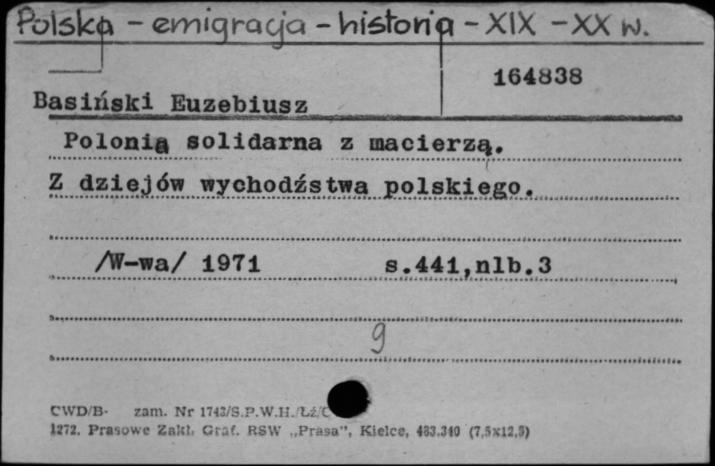 Polska - emigracja - historia - XIX - XX w.
164838
Basiński Euzebiusz
Polonia solidarna z macierzą.
Z dziejów wychodźstwa polskiego.
/W-wa/ 1971 s.441,nlb.3
9
CWD/B- zam. Nr 1743/S.P.W.H./Łź/
1272. Prasowe Zakł. Graf. RSW „Prasa”, Kielce, 483.340 (7,5x12,5)